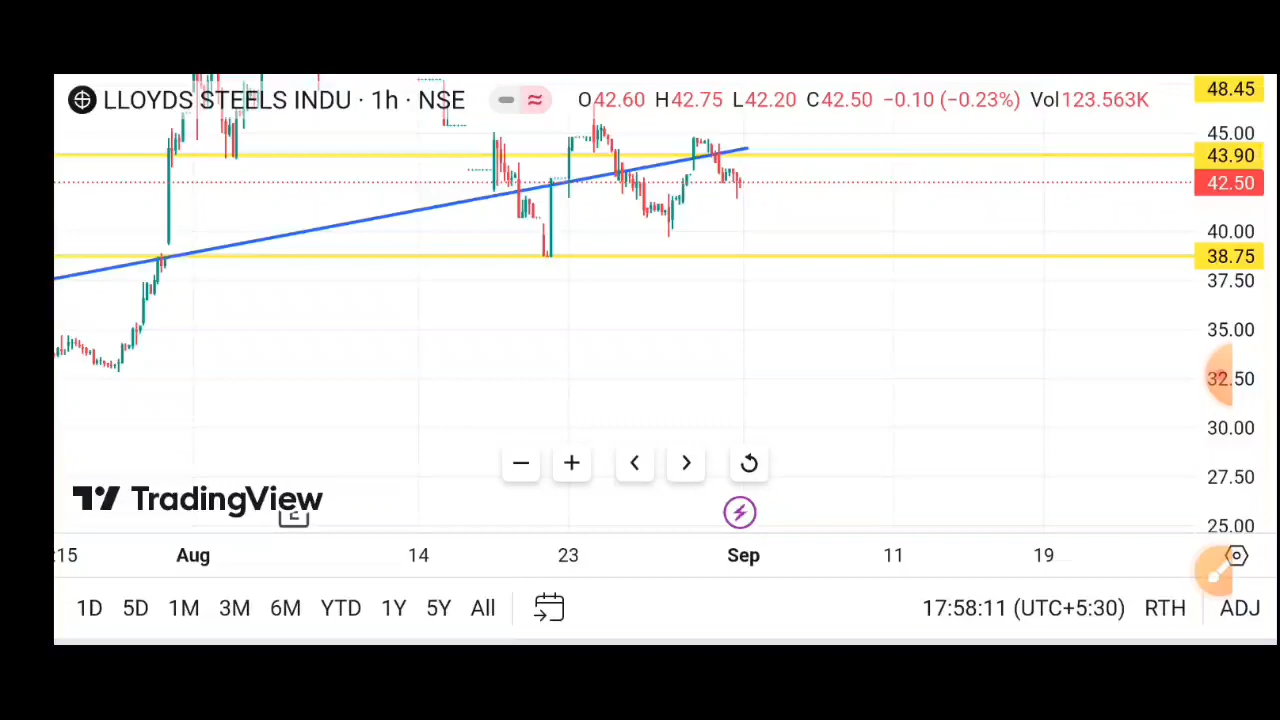 LLOYDS STEELS INDU · 1h · NSE
O42.60 H42.75 L42.20 C42.50 −0.10 (−0.23%) Vol123.563K
48.45
45.00
43.90
42.50
40.00
38.75
37.50
35.00
32.50
30.00
27.50
25.00
TradingView
E
:15 Aug 14 23 Sep 11 19
1D 5D 1M 3M 6M YTD 1Y 5Y All 17:58:11 (UTC+5:30) RTH ADJ